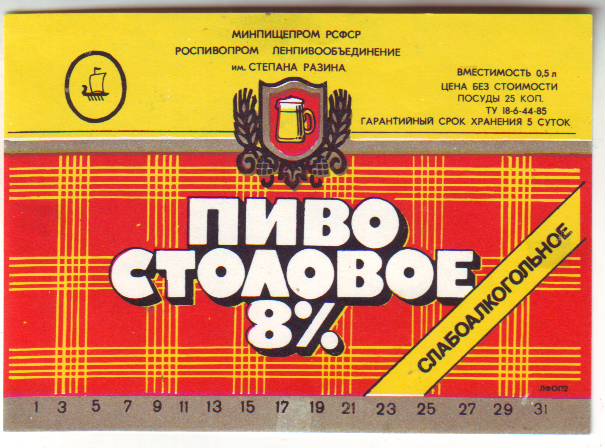 МИНПИЩЕПРОМ РСФСР
РОСПИВОПРОМ ЛЕНПИВООБЪЕДИНЕНИЕ
им. СТЕПАНА РАЗИНА
ВМЕСТИМОСТЬ 0,5 л
ЦЕНА БЕЗ СТОИМОСТИ
ПОСУДЫ 25 КОП.
ТУ 18-6-44-85
ГАРАНТИЙНЫЙ СРОК ХРАНЕНИЯ 5 СУТОК
ПИВО
СТОЛОВОЕ
8%
СЛАБОАЛКОГОЛЬНОЕ
1 3 5 7 9 11 13 15 17 19 21 23 25 27 29 31